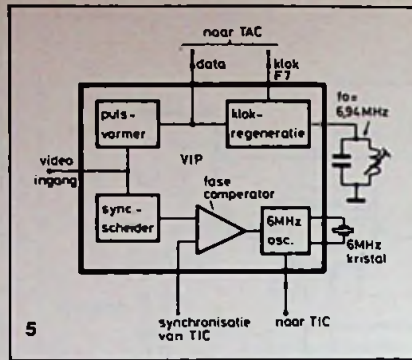 naar TAC
data
klok
F7
fo=
6,94MHz
puls-
vormer
klok-
regeneratie
video
ingang
VIP
sync.-
scheider
fase
comperator
6MHz
osc.
6MHz
kristal
synchronisatie
van TIC
naar TIC
5